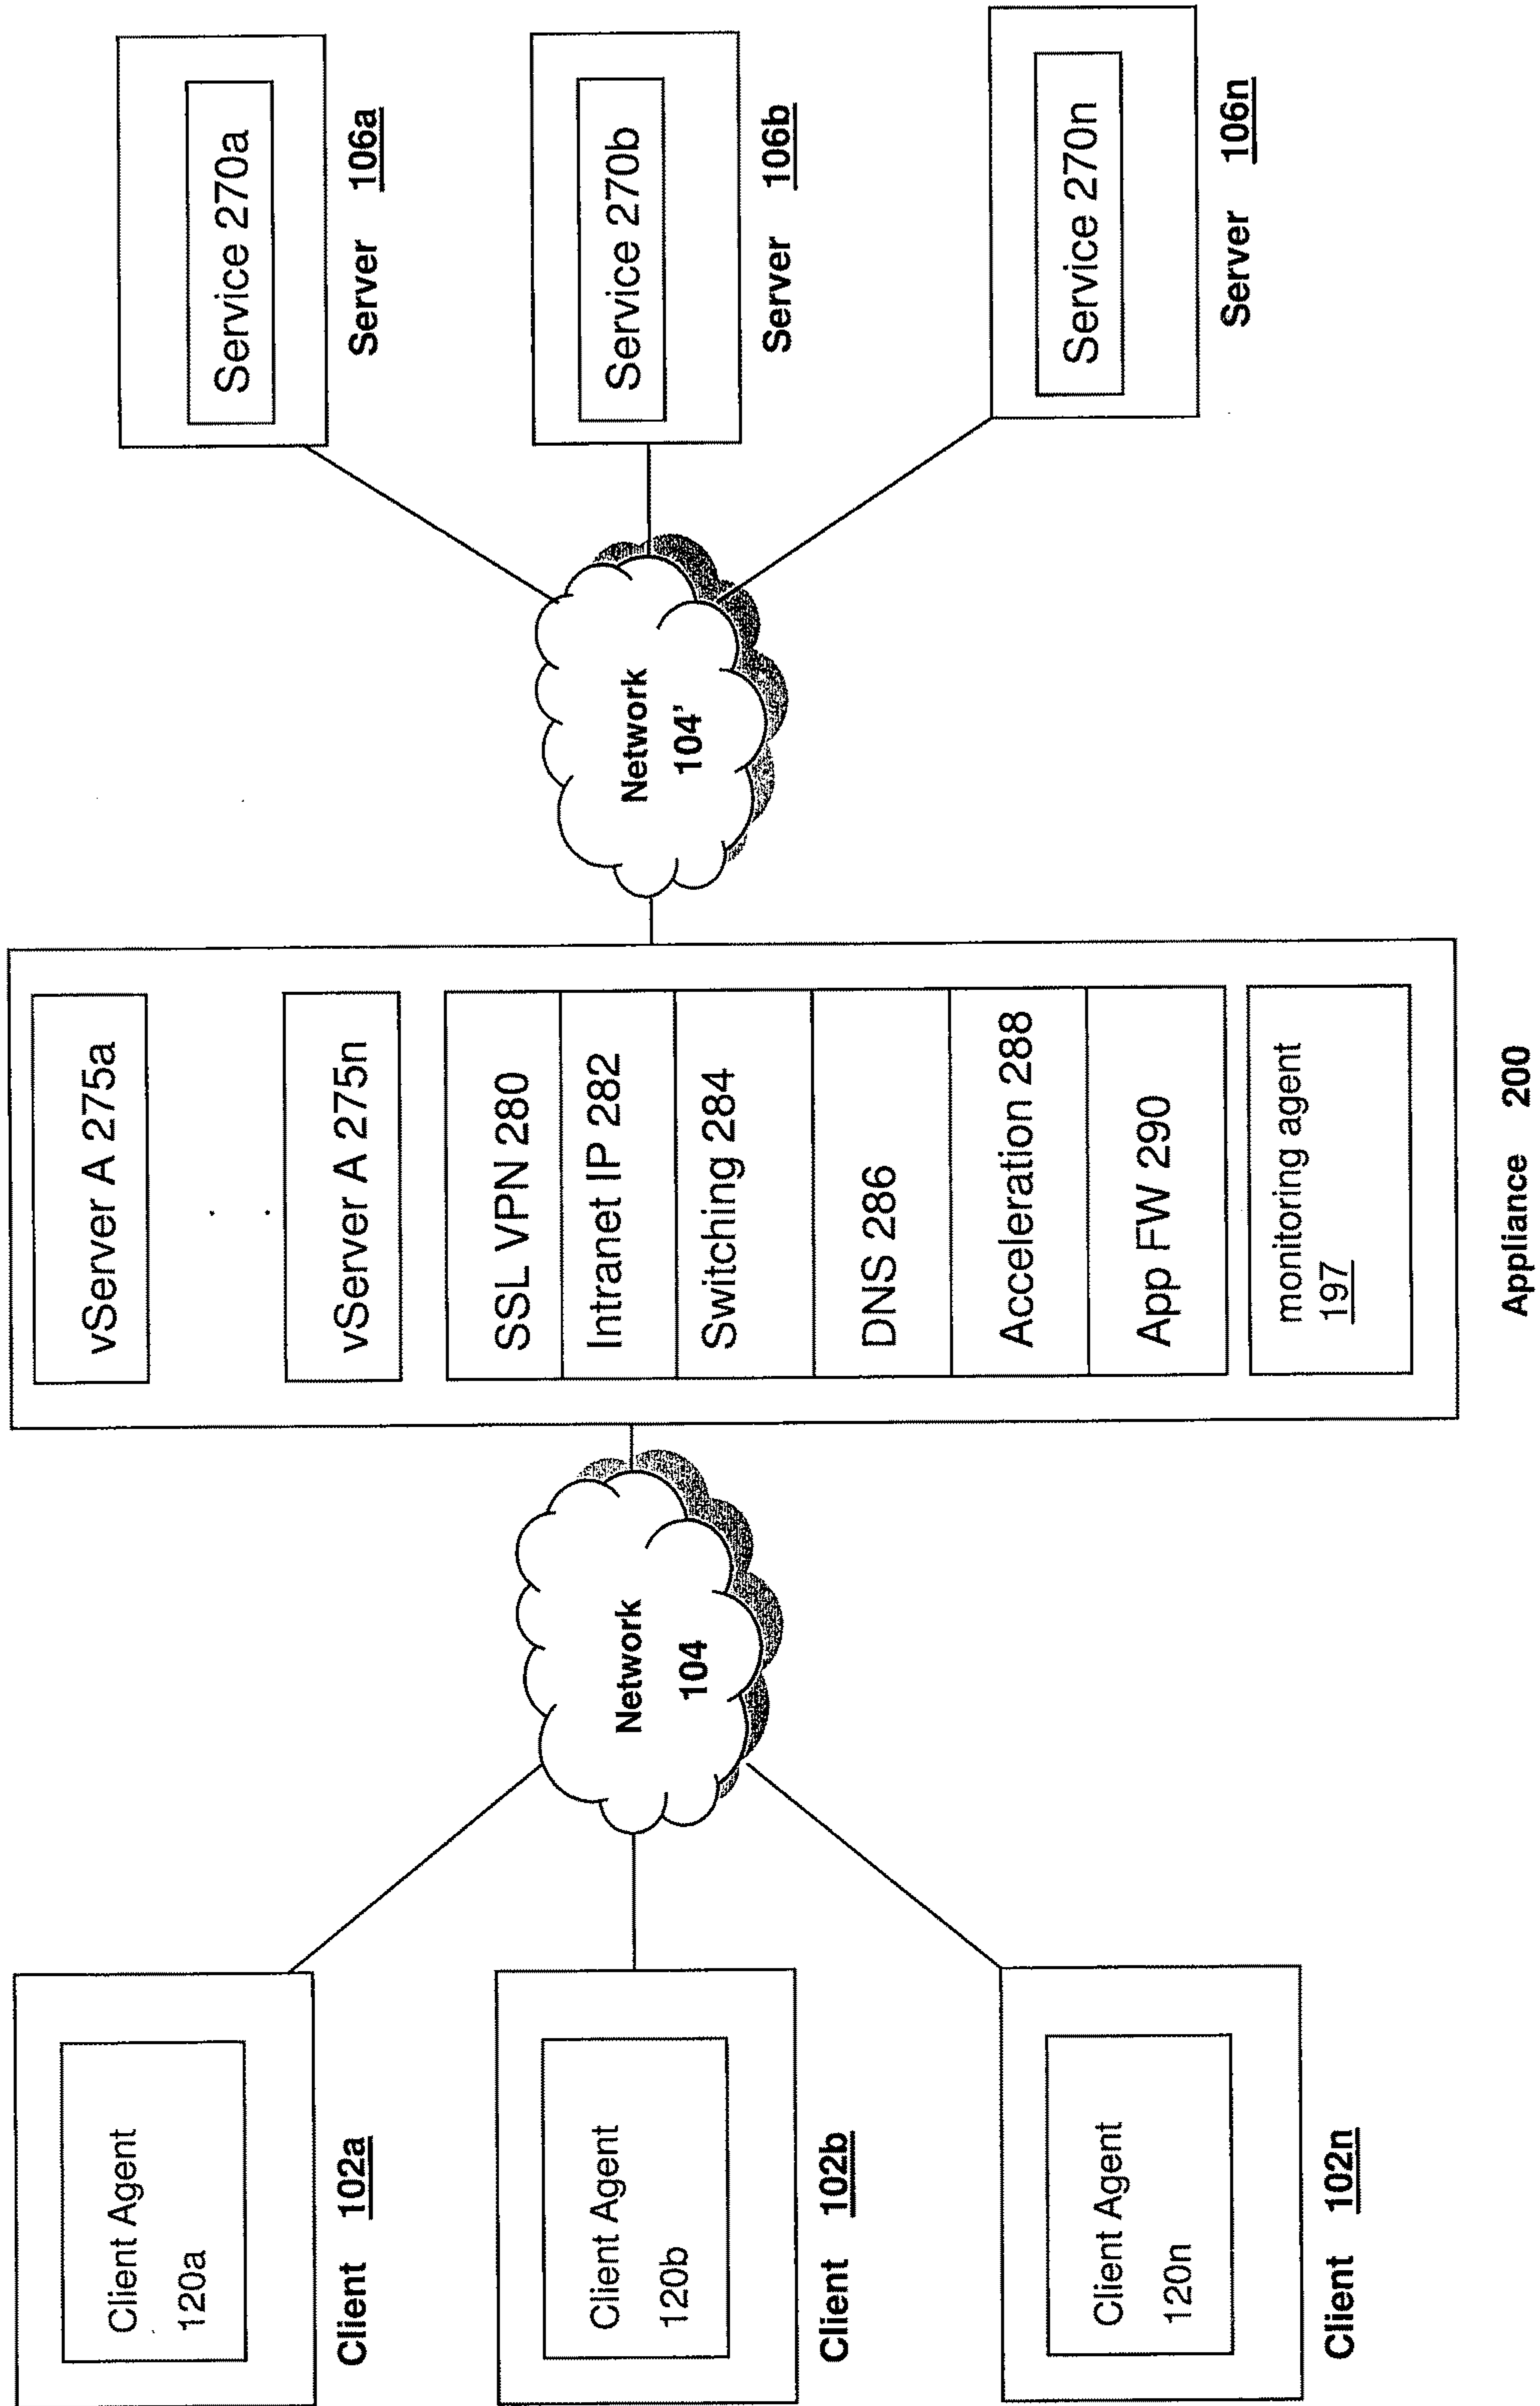 Client Agent
120a
Client 102a
Client Agent
120b
Client 102b
Client Agent
120n
Client 102n
Network
104
vServer A 275a
vServer A 275n
SSL VPN 280
Intranet IP 282
Switching 284
DNS 286
Acceleration 288
App FW 290
monitoring agent
197
Appliance 200
Network
104'
Service 270a
Server 106a
Service 270b
Server 106b
Service 270n
Server 106n